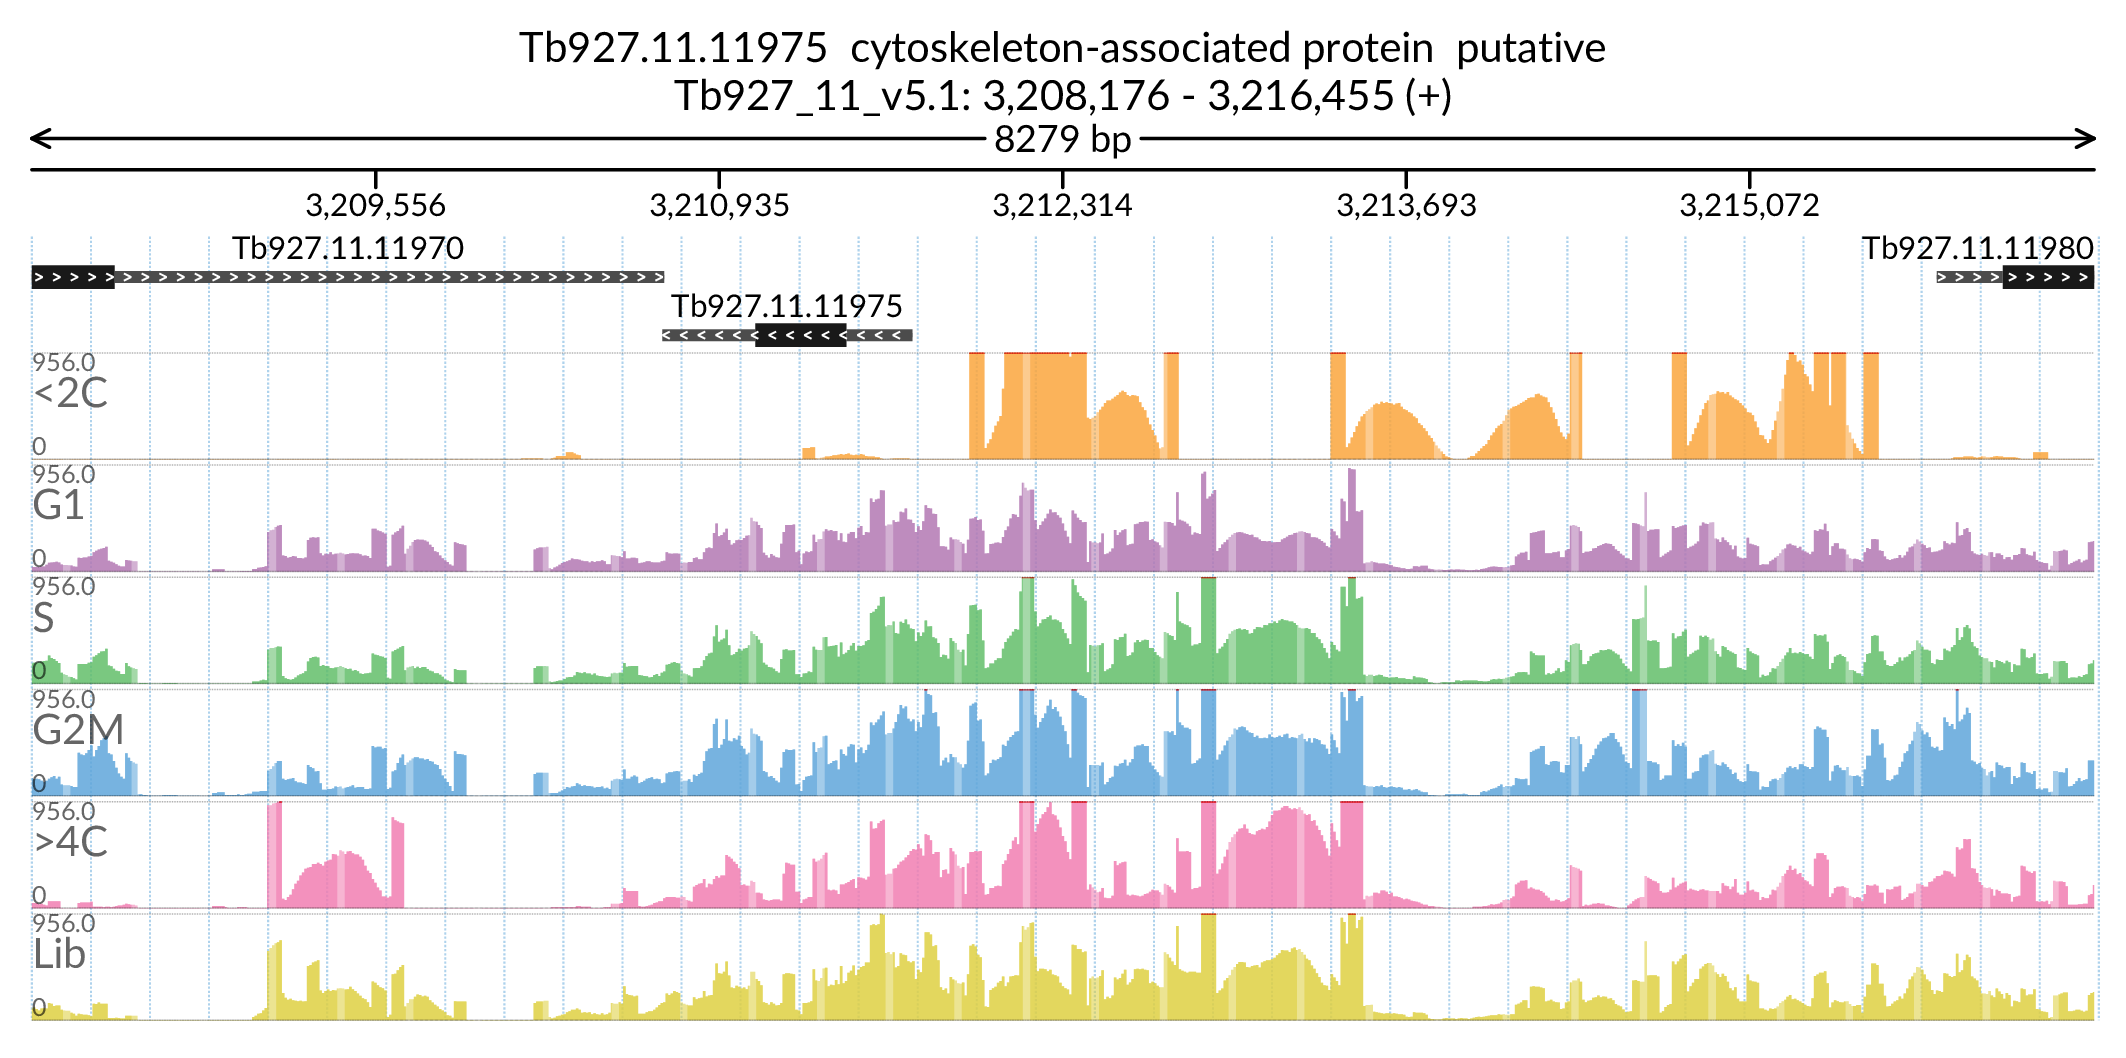 Tb927.11.11975  cytoskeleton-associated protein  putative
Tb927_11_v5.1: 3,208,176 - 3,216,455 (+)
8279 bp
3,209,556 3,210,935 3,212,314 3,213,693 3,215,072
Tb927.11.11970 Tb927.11.11980
Tb927.11.11975
956.0
<2C
0
956.0
G1
0
956.0
S
0
956.0
G2M
0
956.0
>4C
0
956.0
Lib
0